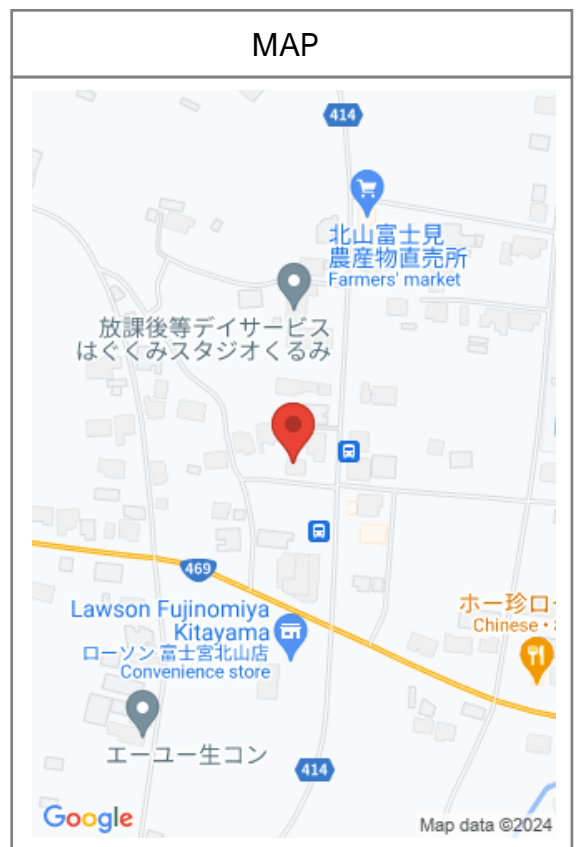 MAP
414
北山富士見
農産物直売所
Farmers' market
放課後等デイサービス
はぐくみスタジオくるみ
469
Lawson Fujinomiya
Kitayama
ローソン 富士宮北山店
Convenience store
ホー珍ロー
Chinese •
エーユー生コン
414
Google
Map data ©2024